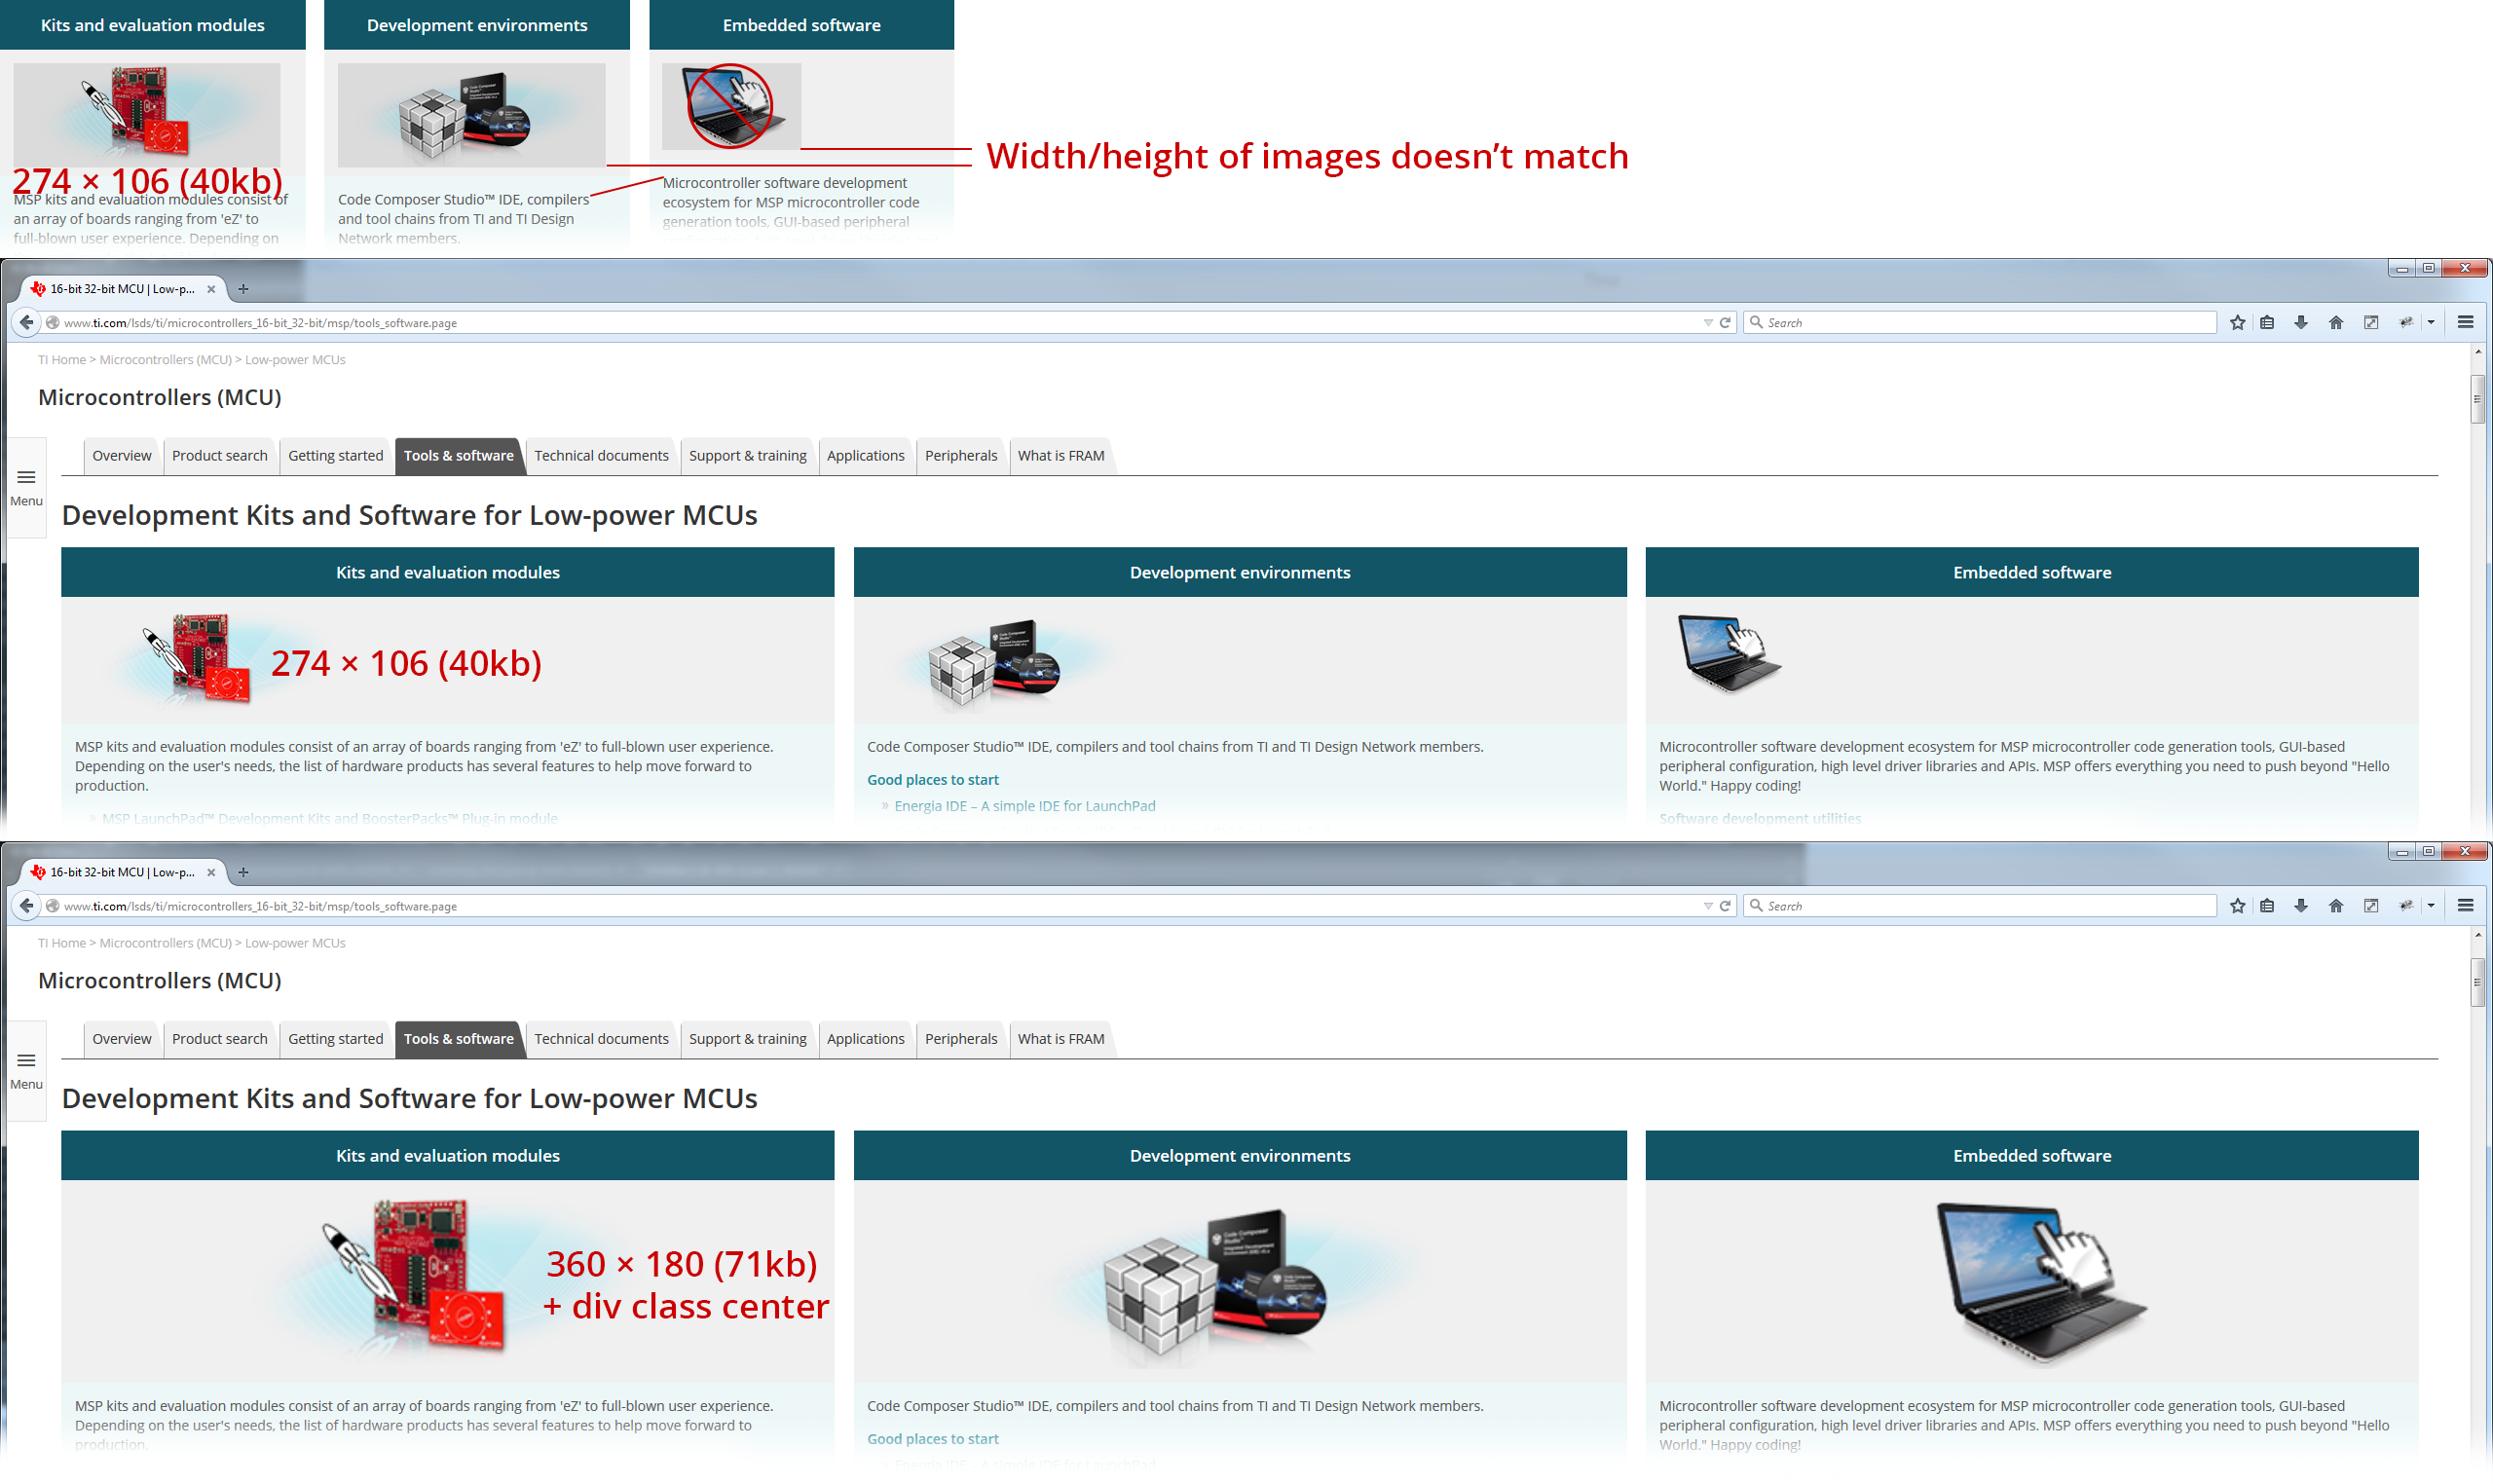 Kits and evaluation modules
Development environments
Embedded software
274 × 106 (40kb)
MSP kits and evaluation modules consist of
an array of boards ranging from 'eZ' to
full-blown user experience. Depending on
Code Composer Studio™ IDE, compilers
and tool chains from TI and TI Design
Network members.
Microcontroller software development
ecosystem for MSP microcontroller code
generation tools, GUI-based peripheral
Width/height of images doesn't match
16-bit 32-bit MCU | Low-p...
www.ti.com/lsds/ti/microcontrollers_16-bit_32-bit/msp/tools_software.page
Search
TI Home > Microcontrollers (MCU) > Low-power MCUs
Microcontrollers (MCU)
Menu
Overview
Product search
Getting started
Tools & software
Technical documents
Support & training
Applications
Peripherals
What is FRAM
Development Kits and Software for Low-power MCUs
Kits and evaluation modules
Development environments
Embedded software
274 × 106 (40kb)
MSP kits and evaluation modules consist of an array of boards ranging from 'eZ' to full-blown user experience.
Depending on the user's needs, the list of hardware products has several features to help move forward to
production.
» MSP LaunchPad™ Development Kits and BoosterPacks™ Plug-in module
Code Composer Studio™ IDE, compilers and tool chains from TI and TI Design Network members.
Good places to start
» Energia IDE – A simple IDE for LaunchPad
Microcontroller software development ecosystem for MSP microcontroller code generation tools, GUI-based
peripheral configuration, high level driver libraries and APIs. MSP offers everything you need to push beyond "Hello
World." Happy coding!
Software development utilities
16-bit 32-bit MCU | Low-p...
www.ti.com/lsds/ti/microcontrollers_16-bit_32-bit/msp/tools_software.page
Search
TI Home > Microcontrollers (MCU) > Low-power MCUs
Microcontrollers (MCU)
Menu
Overview
Product search
Getting started
Tools & software
Technical documents
Support & training
Applications
Peripherals
What is FRAM
Development Kits and Software for Low-power MCUs
Kits and evaluation modules
Development environments
Embedded software
360 × 180 (71kb)
+ div class center
Code Composer
Studio™
MSP kits and evaluation modules consist of an array of boards ranging from 'eZ' to full-blown user experience.
Depending on the user's needs, the list of hardware products has several features to help move forward to
production.
Code Composer Studio™ IDE, compilers and tool chains from TI and TI Design Network members.
Good places to start
» Energia IDE – A simple IDE for LaunchPad
Microcontroller software development ecosystem for MSP microcontroller code generation tools, GUI-based
peripheral configuration, high level driver libraries and APIs. MSP offers everything you need to push beyond "Hello
World." Happy coding!